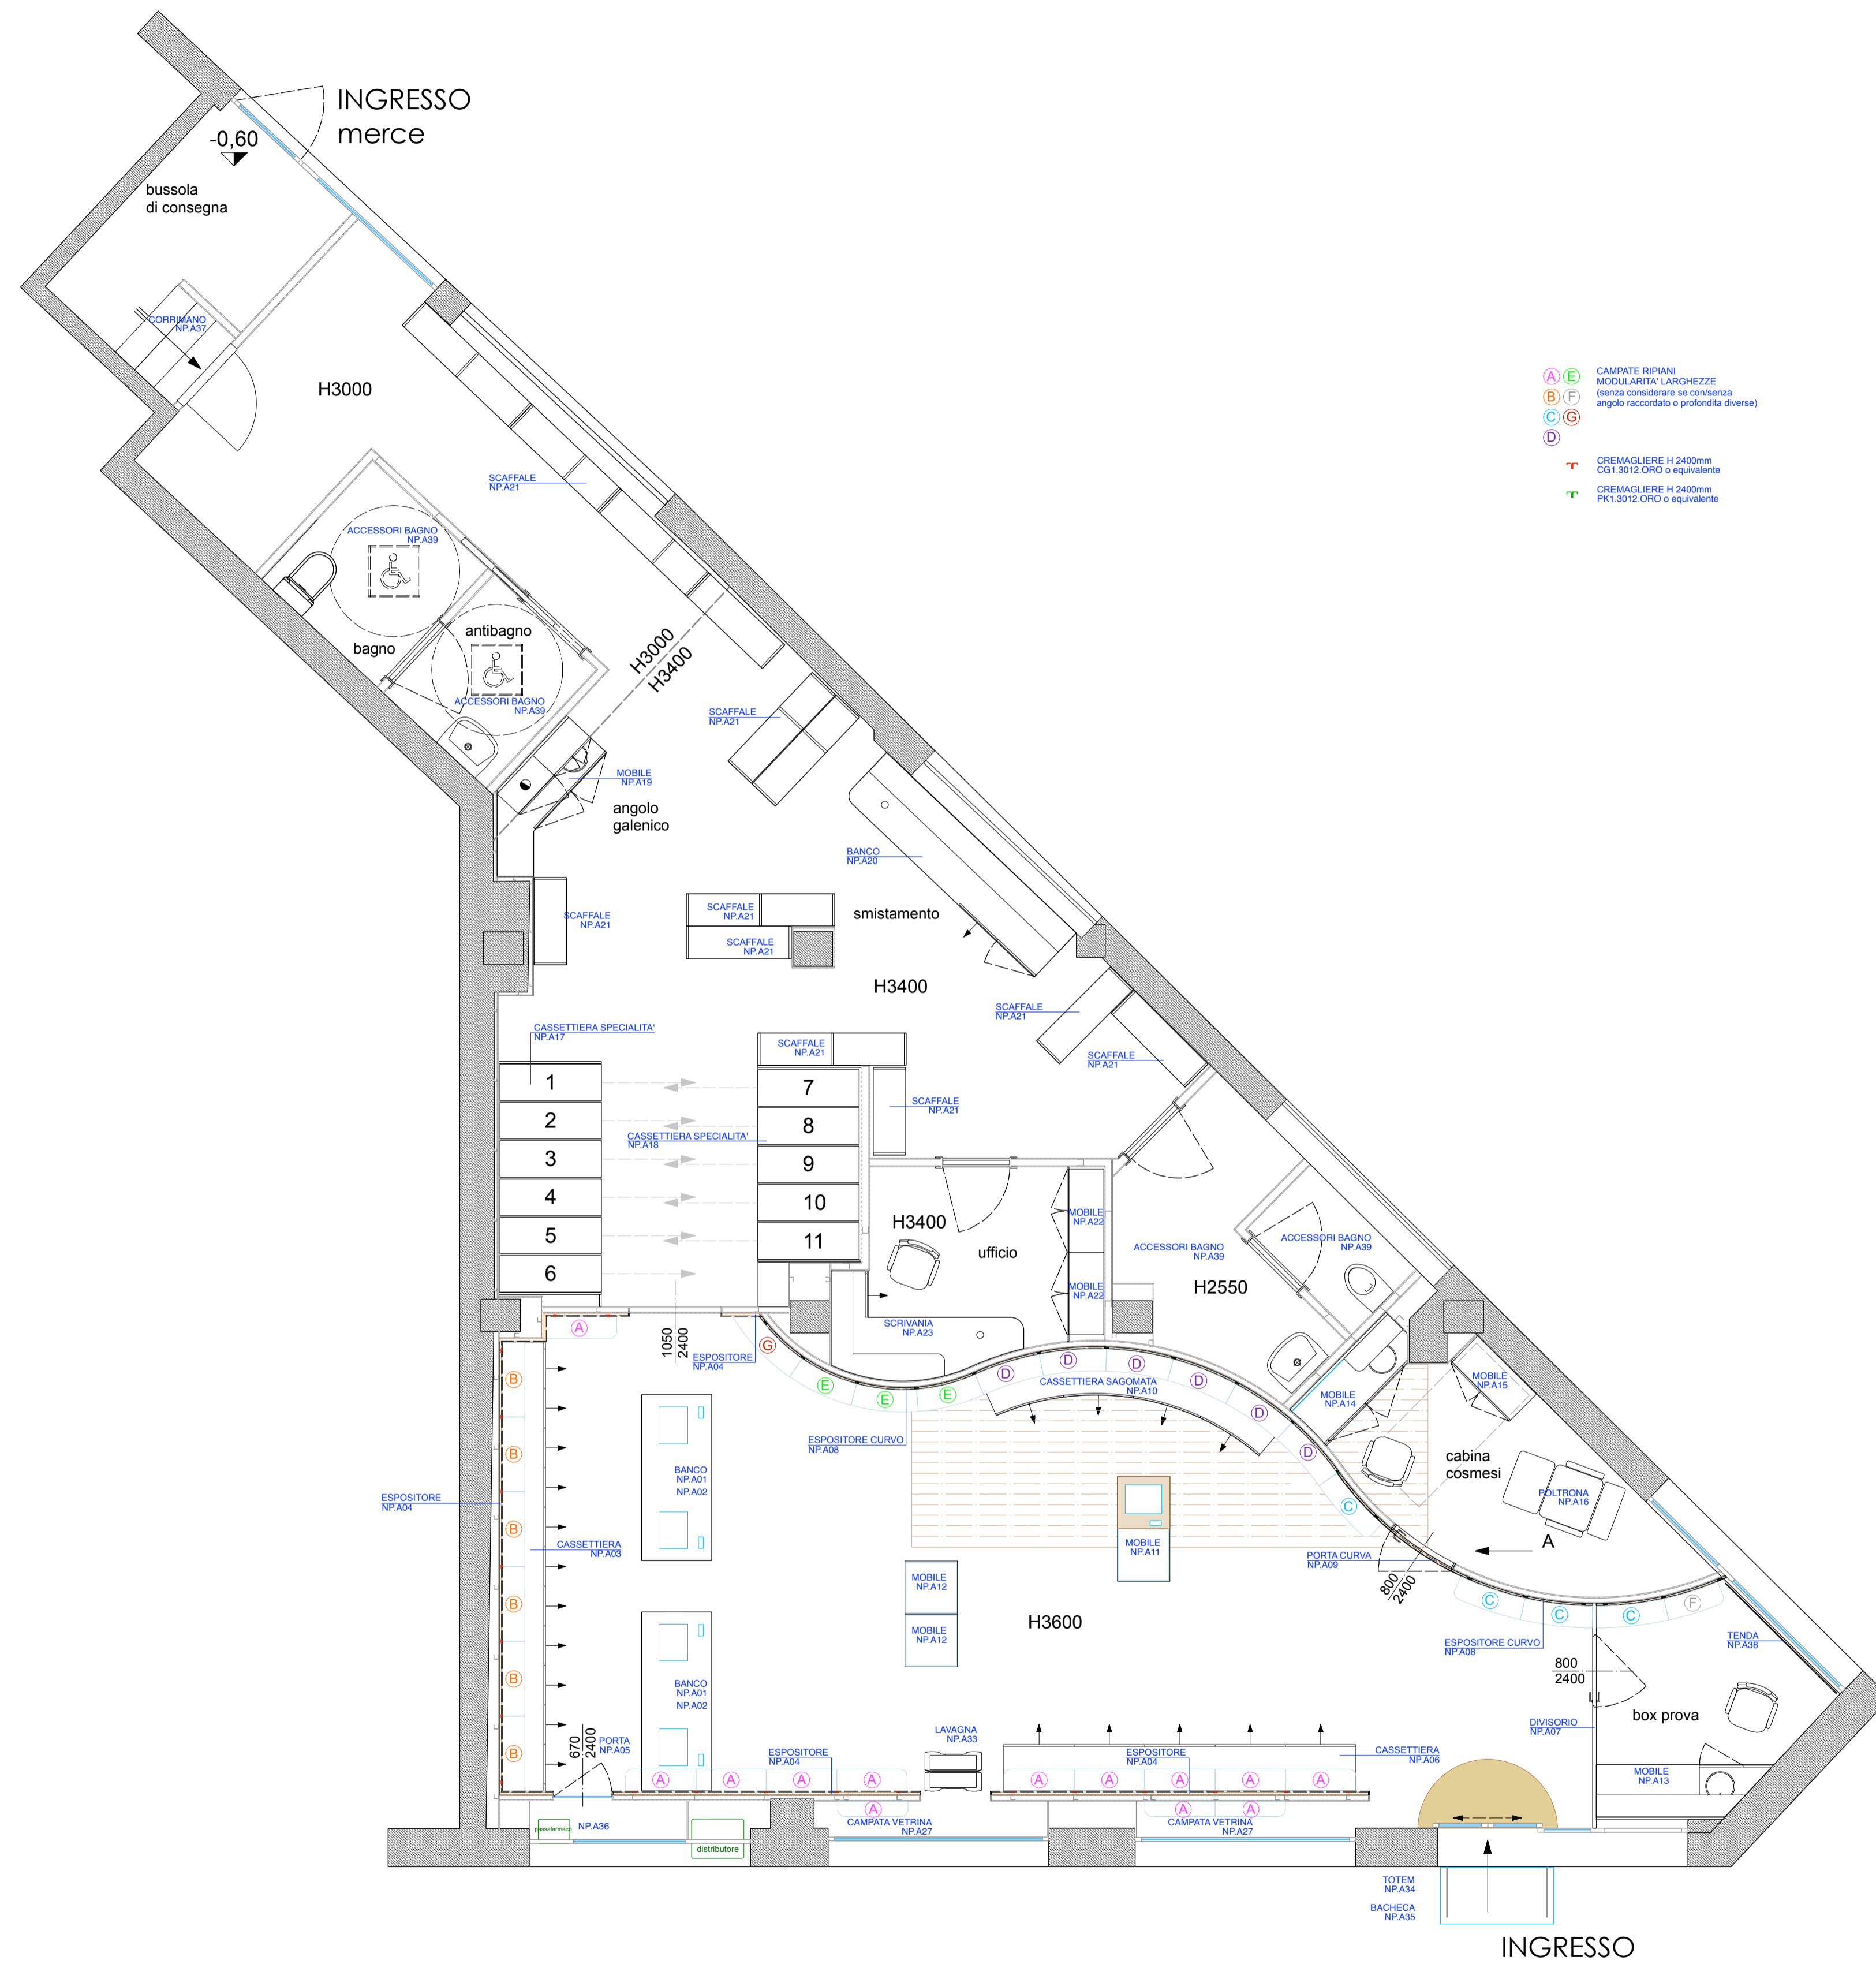 INGRESSO
merce
-0,60
bussola
di consegna
CORRIMANO
NP.A37
H3000
A E
B F
C G
D
CAMPATE RIPIANI
MODULARITA' LARGHEZZE
(senza considerare se con/senza
angolo raccordato o profondita diverse)
CREMAGLIERE H 2400mm
CG1.3012.ORO o equivalente
CREMAGLIERE H 2400mm
PK1.3012.ORO o equivalente
SCAFFALE
NP.A21
ACCESSORI BAGNO
NP.A39
bagno
antibagno
ACCESSORI BAGNO
NP.A39
H3000
H3400
SCAFFALE
NP.A21
MOBILE
NP.A19
angolo
galenico
BANCO
NP.A20
SCAFFALE
NP.A21
SCAFFALE
NP.A21
SCAFFALE
NP.A21
smistamento
H3400
SCAFFALE
NP.A21
SCAFFALE
NP.A21
CASSETTIERA SPECIALITA'
NP.A17
SCAFFALE
NP.A21
SCAFFALE
NP.A21
CASSETTIERA SPECIALITA'
NP.A18
1
2
3
4
5
6
7
8
9
10
11
H3400
ufficio
MOBILE
NP.A22
MOBILE
NP.A22
SCRIVANIA
NP.A23
ACCESSORI BAGNO
NP.A39
ACCESSORI BAGNO
NP.A39
H2550
1050
2400
ESPOSITORE
NP.A04
A
G
E
E
E
D
D
D
D
D
D
C
CASSETTIERA SAGOMATA
NP.A10
ESPOSITORE CURVO
NP.A08
MOBILE
NP.A14
MOBILE
NP.A15
cabina
cosmesi
POLTRONA
NP.A16
A
PORTA CURVA
NP.A09
800
2400
B
B
B
B
B
B
ESPOSITORE
NP.A04
CASSETTIERA
NP.A03
BANCO
NP.A01
NP.A02
MOBILE
NP.A11
MOBILE
NP.A12
MOBILE
NP.A12
H3600
C
C
C
F
ESPOSITORE CURVO
NP.A08
TENDA
NP.A38
800
2400
DIVISORIO
NP.A07
box prova
MOBILE
NP.A13
BANCO
NP.A01
NP.A02
670
2400
PORTA
NP.A05
LAVAGNA
NP.A33
ESPOSITORE
NP.A04
ESPOSITORE
NP.A04
CASSETTIERA
NP.A06
A
A
A
A
A
A
A
A
A
A
A
A
passafarmaco
NP.A36
distributore
CAMPATA VETRINA
NP.A27
CAMPATA VETRINA
NP.A27
TOTEM
NP.A34
BACHECA
NP.A35
INGRESSO